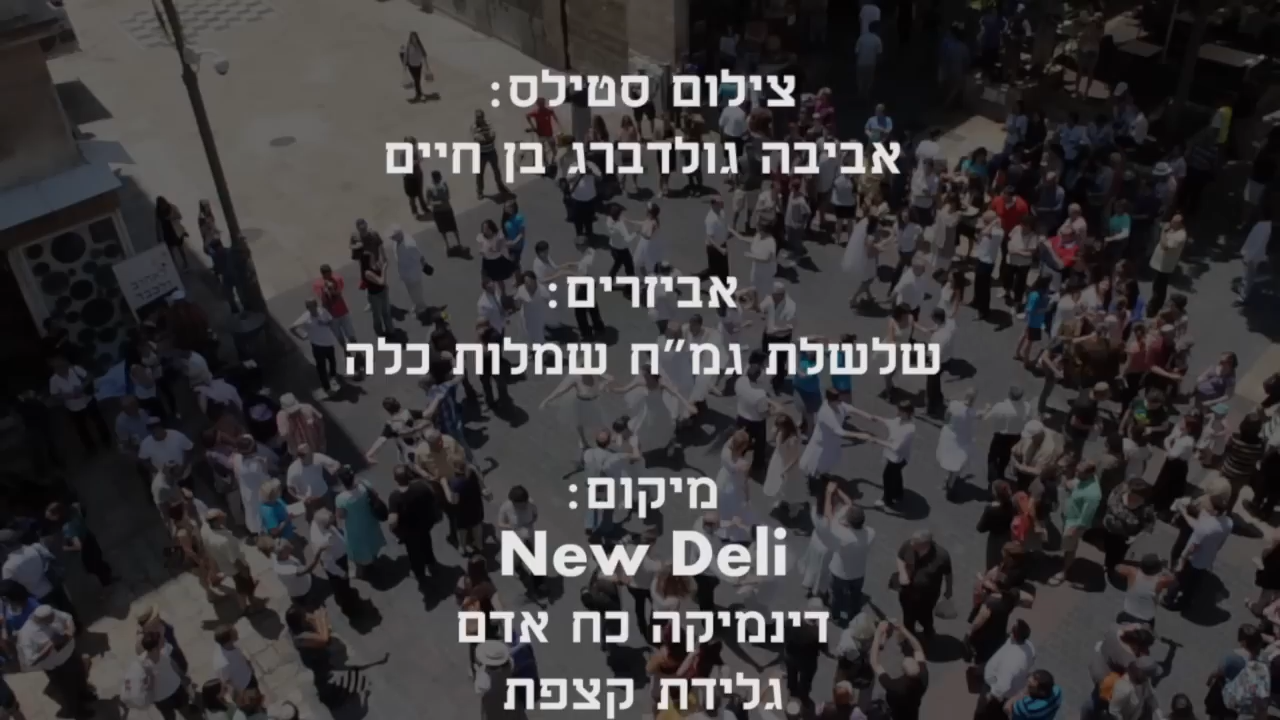 צילום סטילס:
אביבה גולדברג בן חיים
אביזרים:
שלשלת גמ"ח שמלות כלה
מיקום:
New Deli
דינמיקה כח אדם
גלידת קצפת